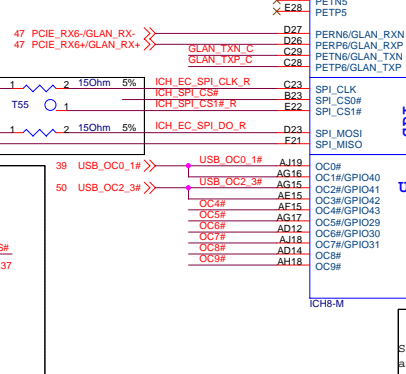 PETN5
E28 PETP5
47 PCIE_RX6-/GLAN_RX- D27 PERN6/GLAN_RXN
47 PCIE_RX6+/GLAN_RX+ D26 PERP6/GLAN_RXP
GLAN_TXN_C C29 PETN6/GLAN_TXN
GLAN_TXP_C C28 PETP6/GLAN_TXP
1 2 15Ohm 5% ICH_EC_SPI_CLK_R C23 SPI_CLK
ICH_SPI_CS# B23 SPI_CS0#
T55 1 ICH_SPI_CS1#_R E22 SPI_CS1#
1 2 15Ohm 5% ICH_EC_SPI_DO_R D23 SPI_MOSI
F21 SPI_MISO
39 USB_OC0_1# USB_OC0_1# AJ19 OC0#
AG16 OC1#/GPIO40
50 USB_OC2_3# USB_OC2_3# AG15 OC2#/GPIO41
AE15 OC3#/GPIO42
OC4# AF15 OC4#/GPIO43
OC5# AG17 OC5#/GPIO29
OC6# AD12 OC6#/GPIO30
OC7# AJ18 OC7#/GPIO31
OC8# AD14 OC8#
OC9# AH18 OC9#
S#
37
ICH8-M